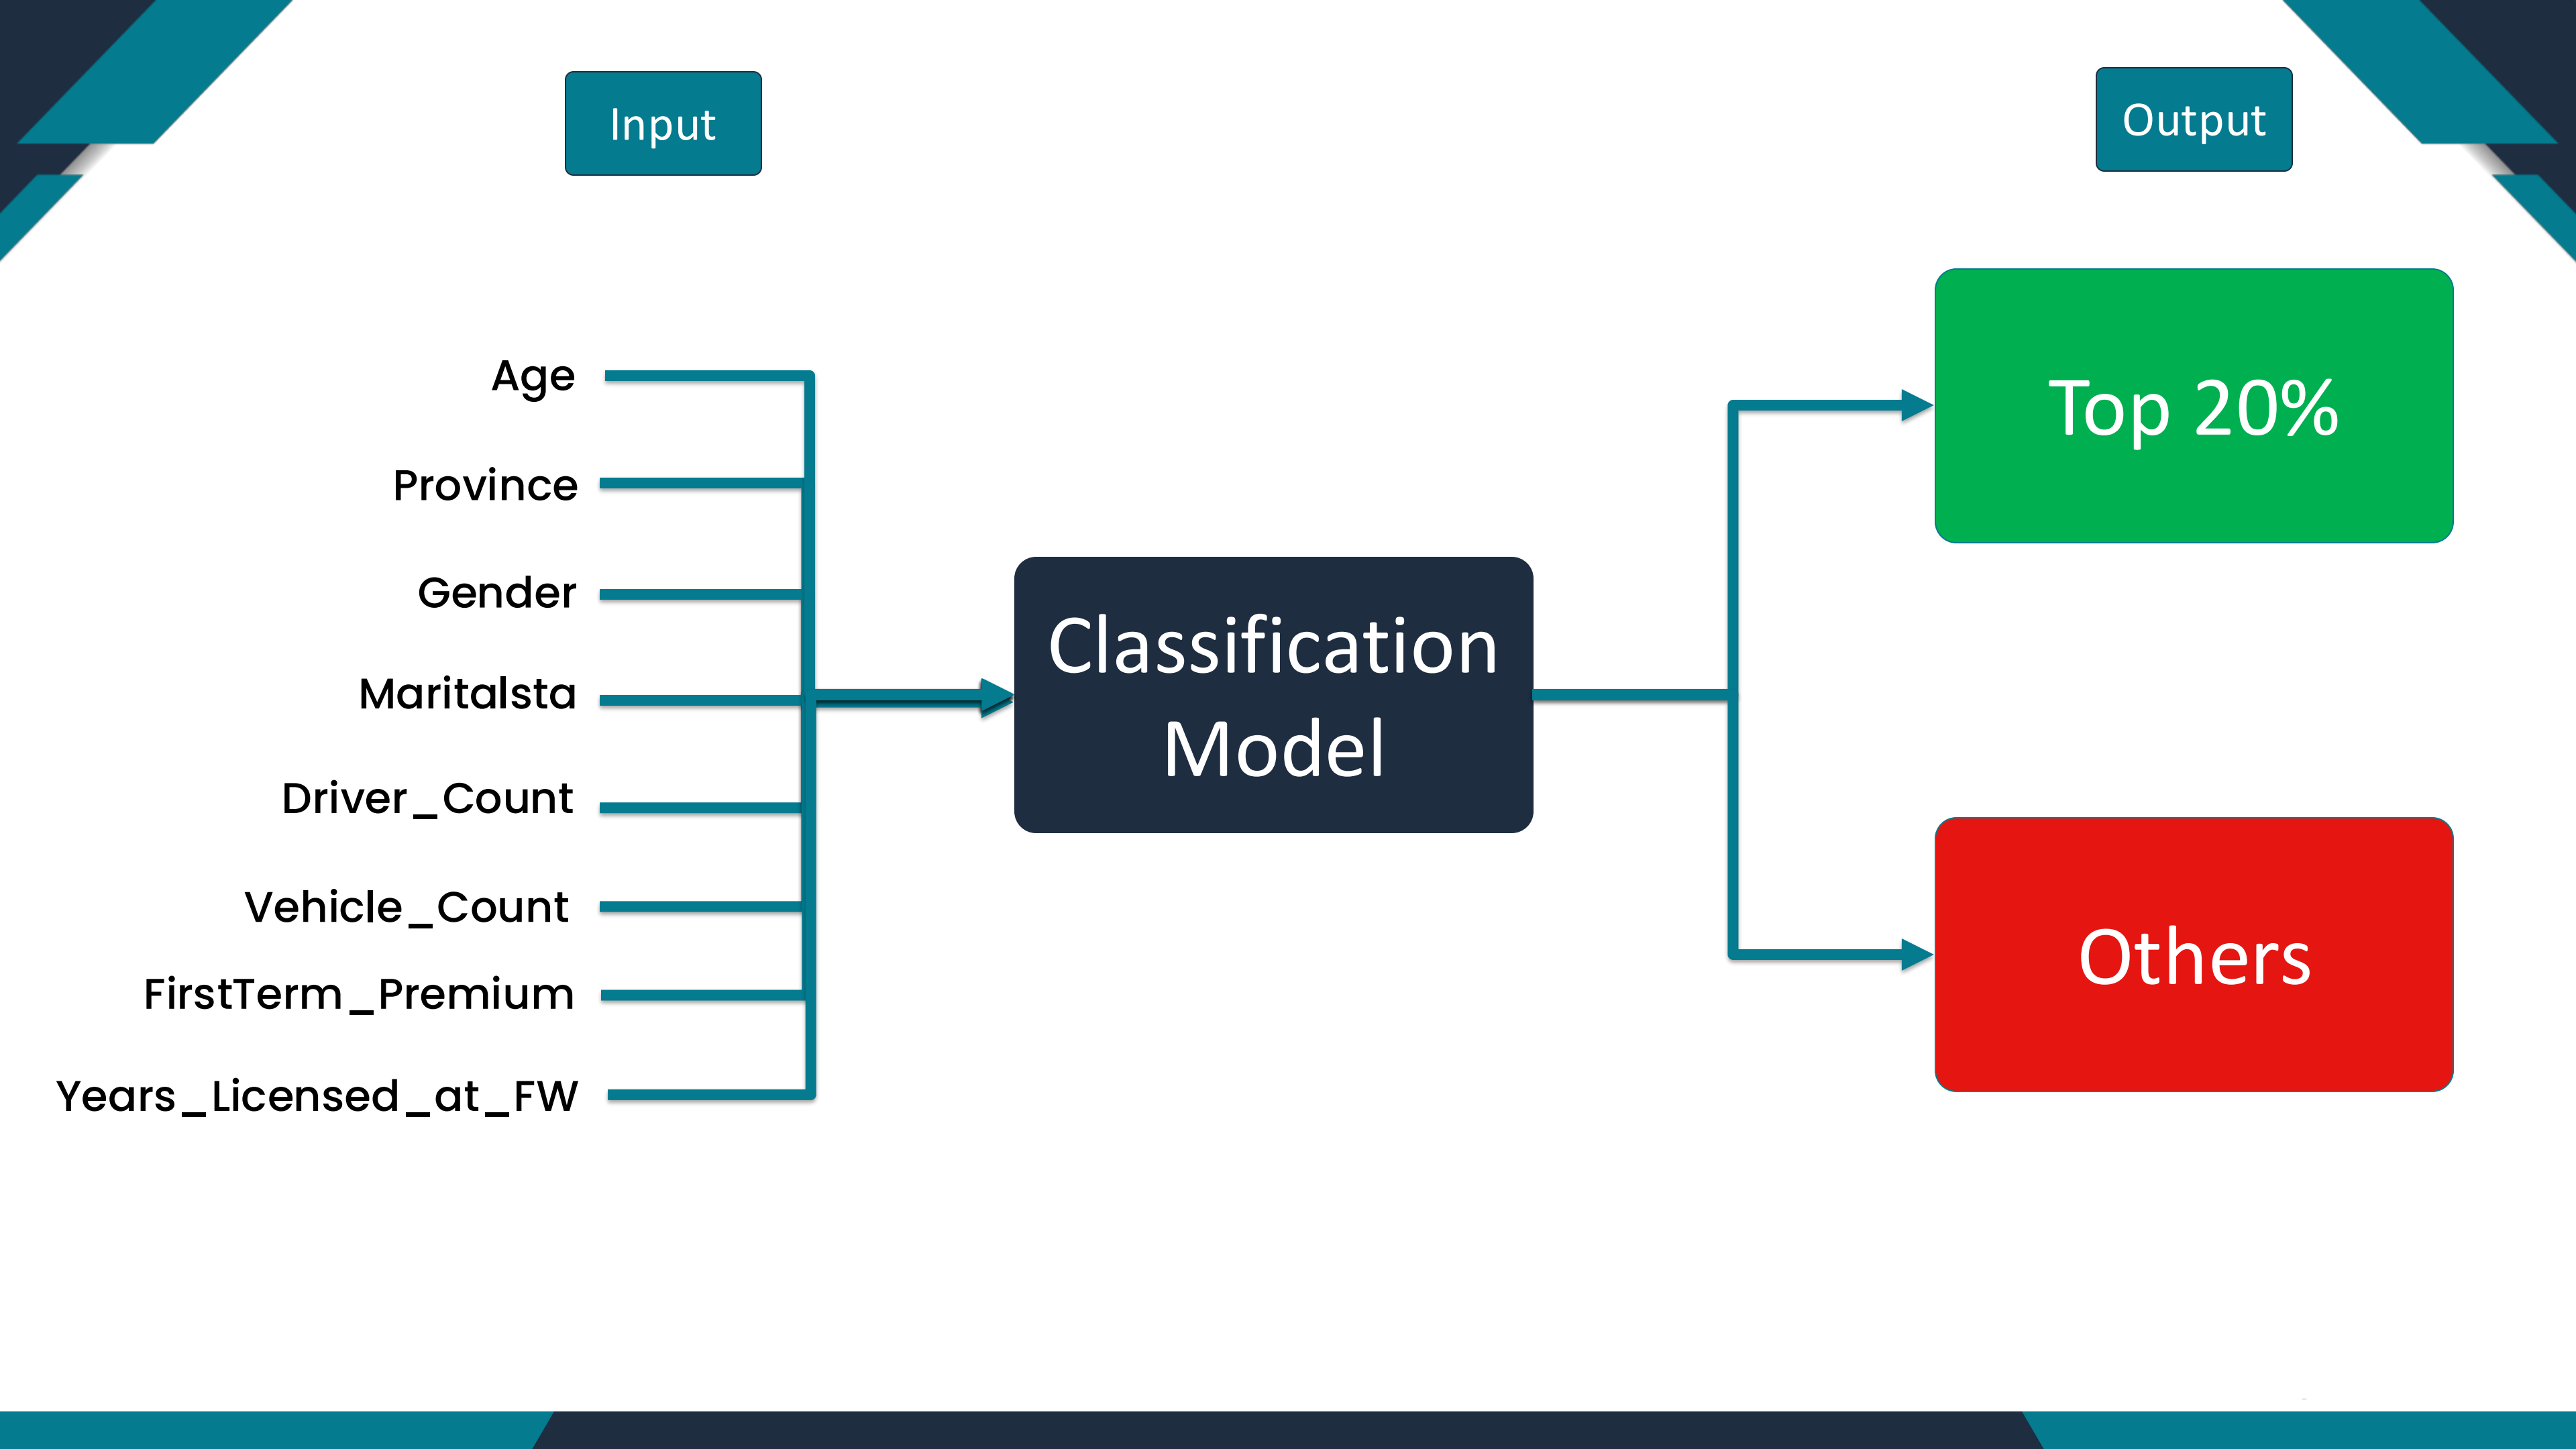 Input
Output
Age
Province
Gender
Maritalsta
Driver_Count
Vehicle_Count
FirstTerm_Premium
Years_Licensed_at_FW
Classification
Model
Top 20%
Others